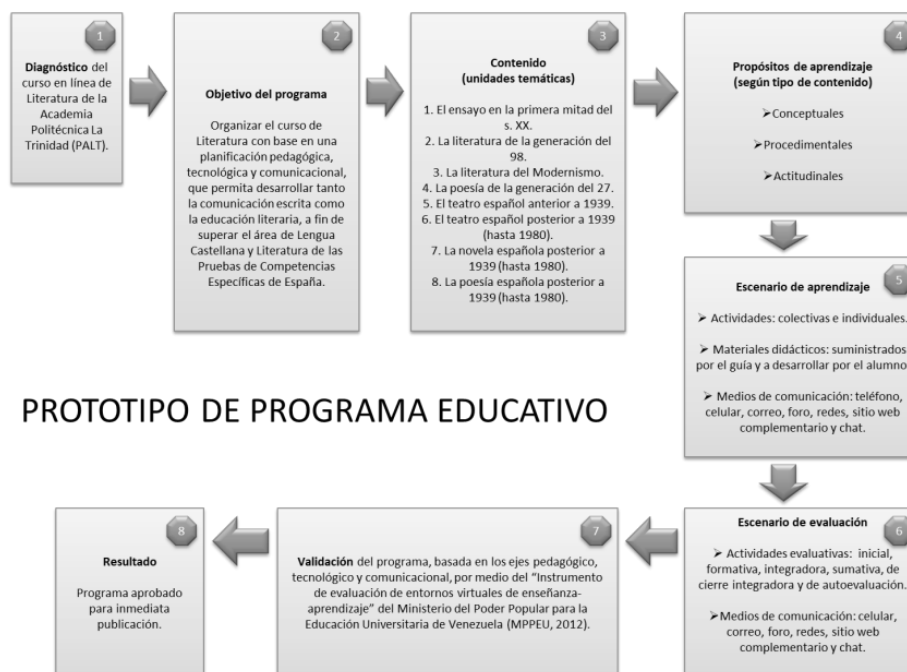 1
Diagnóstico del
curso en línea de
Literatura de la
Academia
Politécnica La
Trinidad (PALT).
2
Objetivo del programa
Organizar el curso de
Literatura con base en una
planificación pedagógica,
tecnológica y comunicacional,
que permita desarrollar tanto
la comunicación escrita como
la educación literaria, a fin de
superar el área de Lengua
Castellana y Literatura de las
Pruebas de Competencias
Específicas de España.
3
Contenido
(unidades temáticas)
1. El ensayo en la primera mitad del
s. XX.
2. La literatura de la generación del
98.
3. La literatura del Modernismo.
4. La poesía de la generación del 27.
5. El teatro español anterior a 1939.
6. El teatro español posterior a 1939
(hasta 1980).
7. La novela española posterior a
1939 (hasta 1980).
8. La poesía española posterior a
1939 (hasta 1980).
4
Propósitos de aprendizaje
(según tipo de contenido)
➢Conceptuales
➢Procedimentales
➢Actitudinales
5
Escenario de aprendizaje
➢ Actividades: colectivas e individuales.
➢ Materiales didácticos: suministrados
por el guía y a desarrollar por el alumno
➢ Medios de comunicación: teléfono,
celular, correo, foro, redes, sitio web
complementario y chat.
PROTOTIPO DE PROGRAMA EDUCATIVO
6
Escenario de evaluación
➢ Actividades evaluativas: inicial,
formativa, integradora, sumativa, de
cierre integradora y de autoevaluación.
➢Medios de comunicación: celular,
correo, foro, redes, sitio web
complementario y chat.
7
Validación del programa, basada en los ejes pedagógico,
tecnológico y comunicacional, por medio del “Instrumento
de evaluación de entornos virtuales de enseñanza-
aprendizaje” del Ministerio del Poder Popular para la
Educación Universitaria de Venezuela (MPPEU, 2012).
8
Resultado
Programa aprobado
para inmediata
publicación.